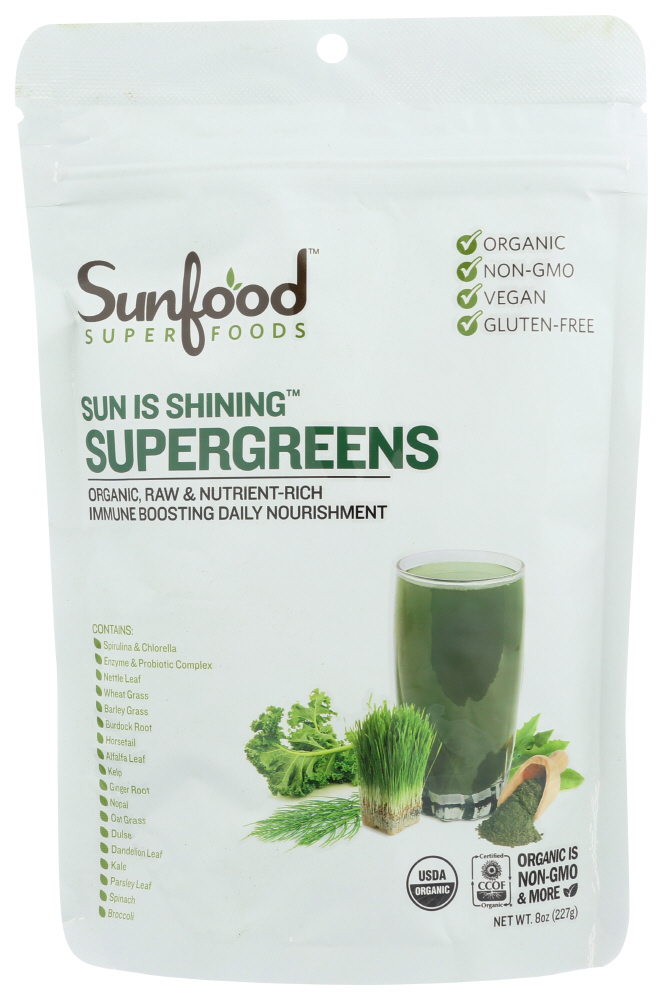 Sunfood™
SUPERFOODS
ORGANIC
NON-GMO
VEGAN
GLUTEN-FREE
SUN IS SHINING™
SUPERGREENS
ORGANIC, RAW & NUTRIENT-RICH
IMMUNE BOOSTING DAILY NOURISHMENT
CONTAINS:
Spirulina & Chlorella
Enzyme & Probiotic Complex
Nettle Leaf
Wheat Grass
Barley Grass
Burdock Root
Horsetail
Alfalfa Leaf
Kelp
Ginger Root
Nopal
Oat Grass
Dulse
Dandelion Leaf
Kale
Parsley Leaf
Spinach
Broccoli
USDA
ORGANIC
Certified
CCOF
Organic
ORGANIC IS
NON-GMO
& MORE
NET WT. 8oz (227g)